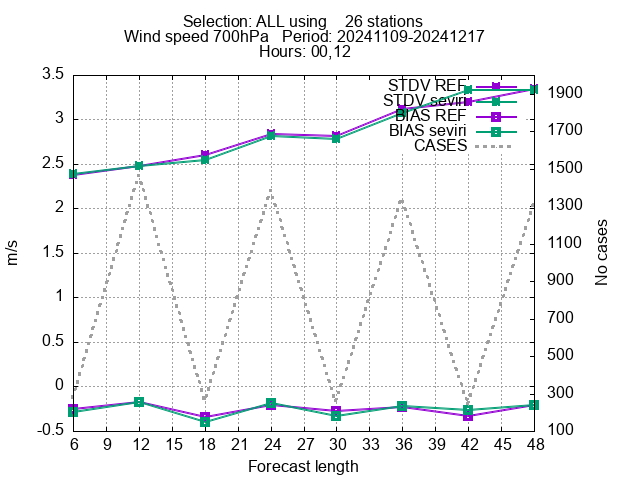 Selection: ALL using    26 stations
Wind speed 700hPa   Period: 20241109-20241217
Hours: 00,12
STDV REF
STDV seviri
BIAS REF
BIAS seviri
CASES
3.5
3
2.5
2
1.5
1
0.5
0
-0.5
m/s
1900
1700
1500
1300
1100
900
700
500
300
100
No cases
6 12 15 18 21 24 27 30 33 36 39 42 45 48
Forecast length